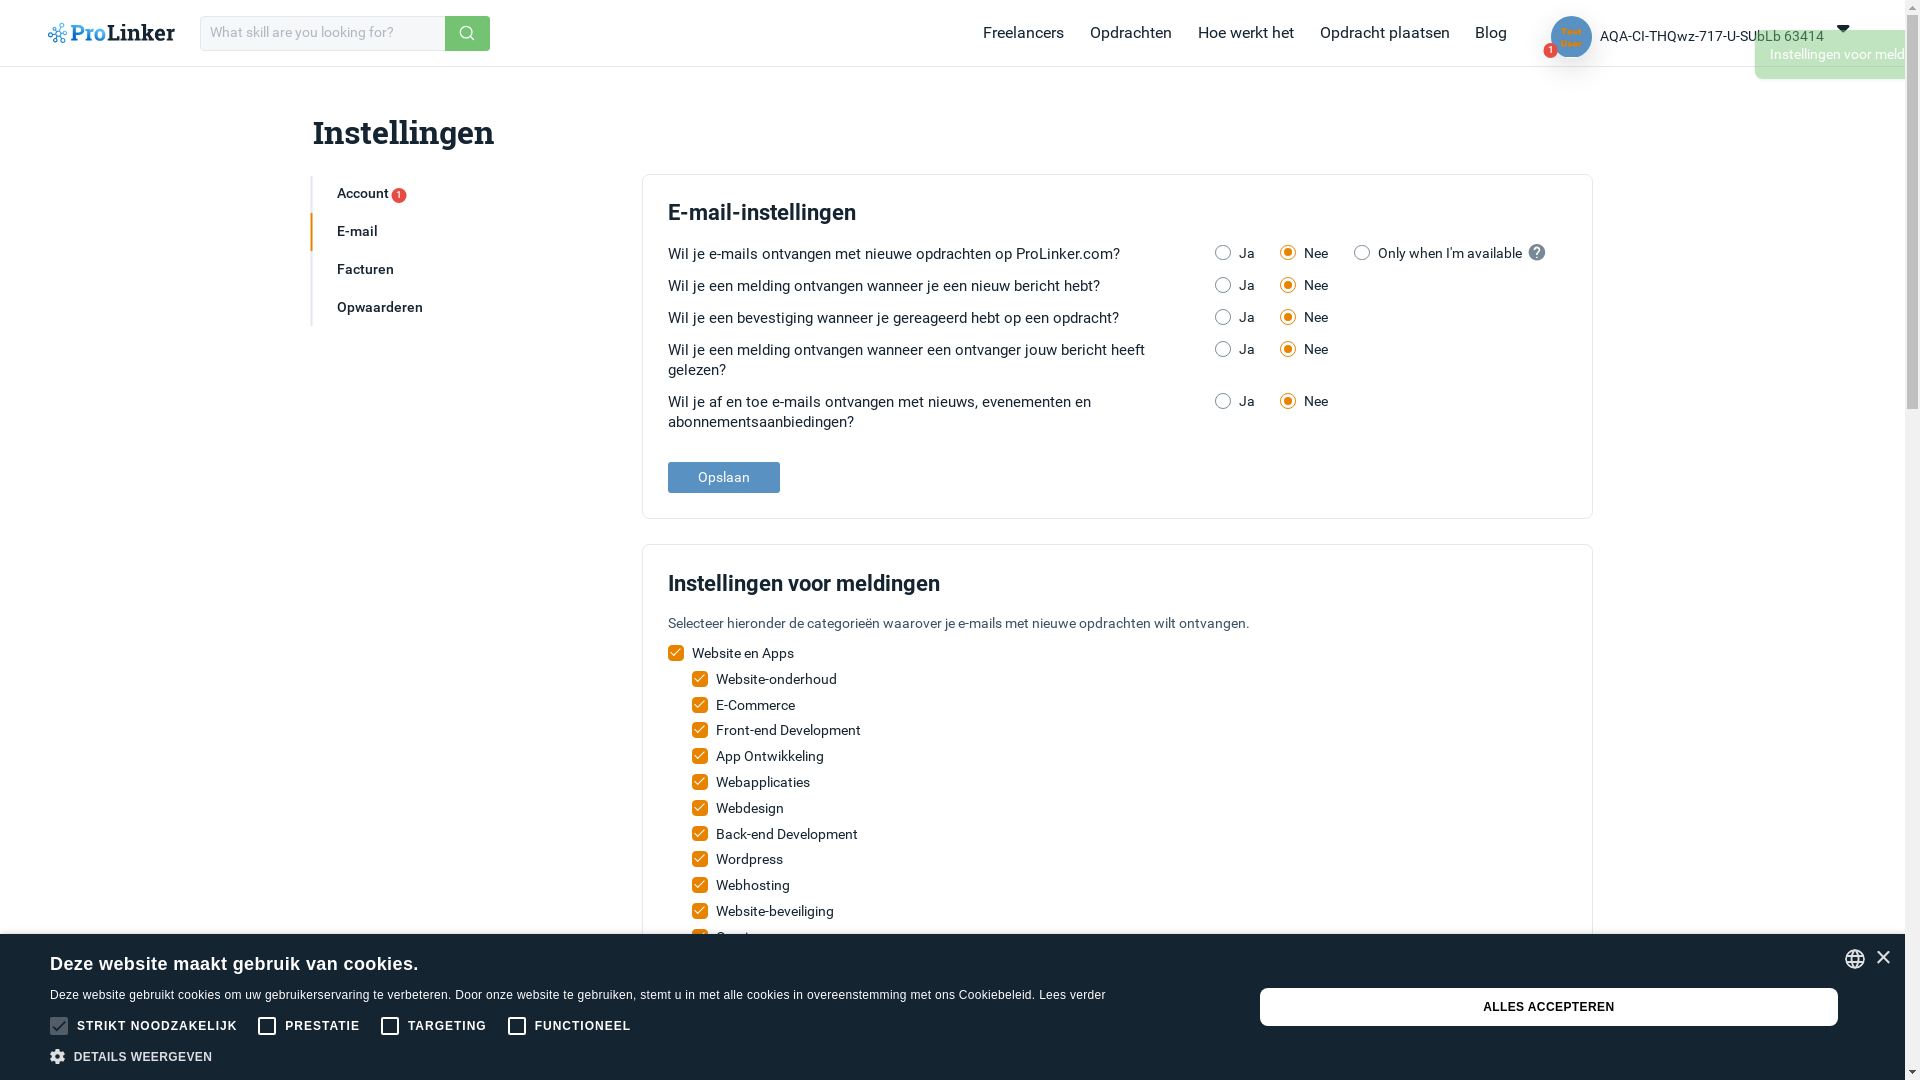 ProLinker
What skill are you looking for?
Freelancers
Opdrachten
Hoe werkt het
Opdracht plaatsen
Blog
Test
User
1
AQA-CI-THQwz-717-U-SUbLb 63414
Instellingen voor meld
Instellingen
Account 1
E-mail
Facturen
Opwaarderen
E-mail-instellingen
Wil je e-mails ontvangen met nieuwe opdrachten op ProLinker.com? Ja Nee Only when I'm available ?
Wil je een melding ontvangen wanneer je een nieuw bericht hebt? Ja Nee
Wil je een bevestiging wanneer je gereageerd hebt op een opdracht? Ja Nee
Wil je een melding ontvangen wanneer een ontvanger jouw bericht heeft Ja Nee
gelezen?
Wil je af en toe e-mails ontvangen met nieuws, evenementen en Ja Nee
abonnementsaanbiedingen?
Opslaan
Instellingen voor meldingen
Selecteer hieronder de categorieën waarover je e-mails met nieuwe opdrachten wilt ontvangen.
Website en Apps
Website-onderhoud
E-Commerce
Front-end Development
App Ontwikkeling
Webapplicaties
Webdesign
Back-end Development
Wordpress
Webhosting
Website-beveiliging
Deze website maakt gebruik van cookies.
Deze website gebruikt cookies om uw gebruikerservaring te verbeteren. Door onze website te gebruiken, stemt u in met alle cookies in overeenstemming met ons Cookiebeleid. Lees verder
STRIKT NOODZAKELIJK
PRESTATIE
TARGETING
FUNCTIONEEL
DETAILS WEERGEVEN
ALLES ACCEPTEREN